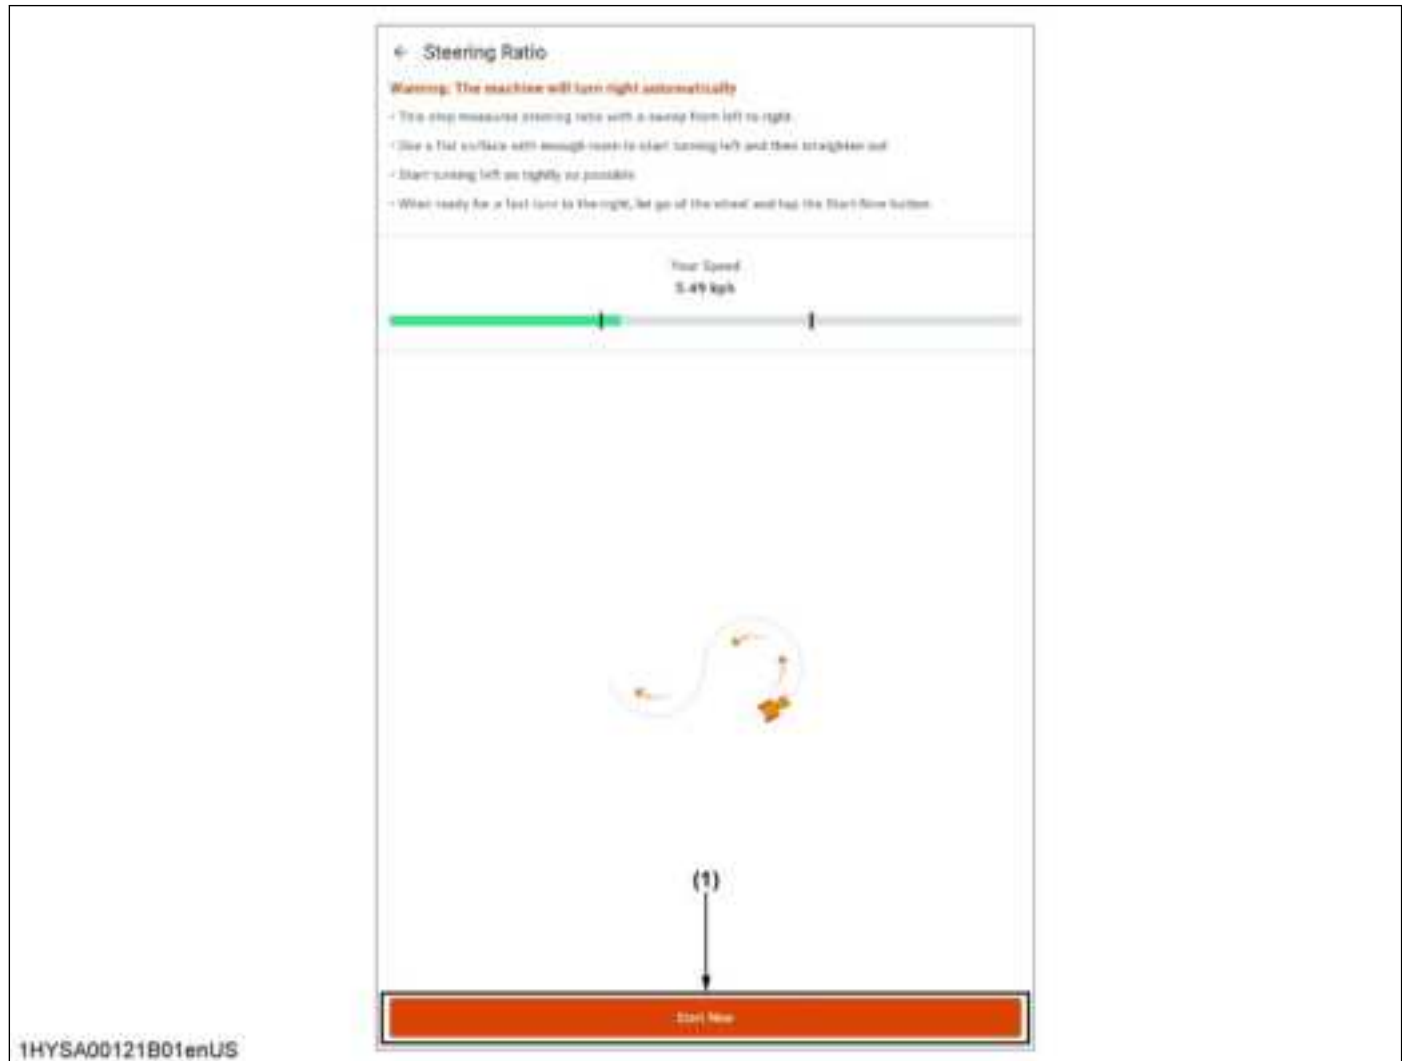 ← Steering Ratio
Warning: The machine will turn right automatically
- This step measures steering ratio with a sweep from left to right
- Use a flat surface with enough room to start turning left and then straighten out
- Start turning left as tightly as possible
- When ready for a fast turn to the right, let go of the wheel and tap the Start Now button
Your Speed
5.49 kph
(1)
Start Now
1HYSA00121B01enUS